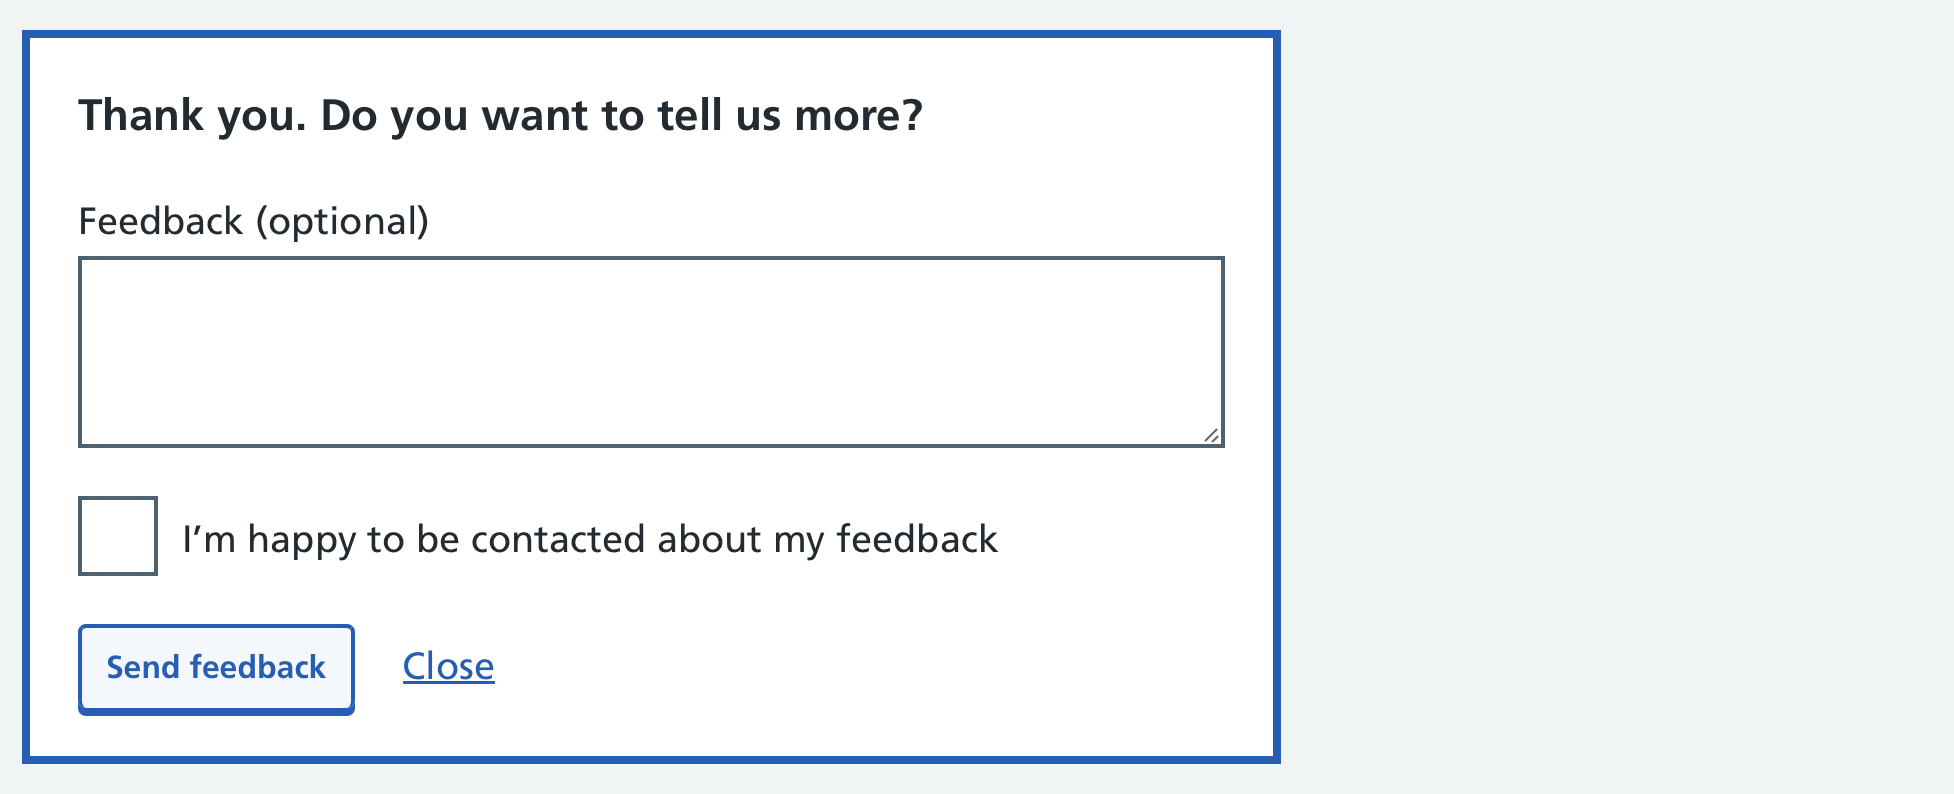 Thank you. Do you want to tell us more?
Feedback (optional)
I’m happy to be contacted about my feedback
Send feedback
Close